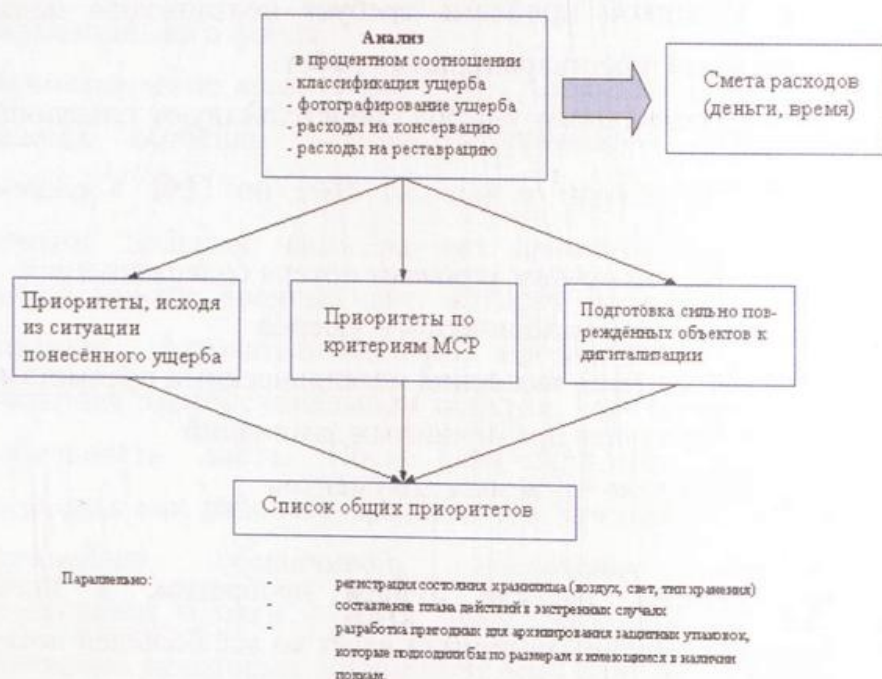 Анализ
в процентном соотношении
- классификация ущерба
- фотографирование ущерба
- расходы на консервацию
- расходы на реставрацию
Смета расходов
(деньги, время)
Приоритеты, исходя
из ситуации
понесённого ущерба
Приоритеты по
критериям МСР
Подготовка сильно пов-
реждённых объектов к
дигитализации
Список общих приоритетов
Параллельно:
- регистрация состояния хранилища (воздух, свет, тип хранения)
составление плана действий в экстренных случаях
разработка пригодных для архивирования защитных упаковок,
которые подходили бы по размерам к имеющимся в наличии
полкам.